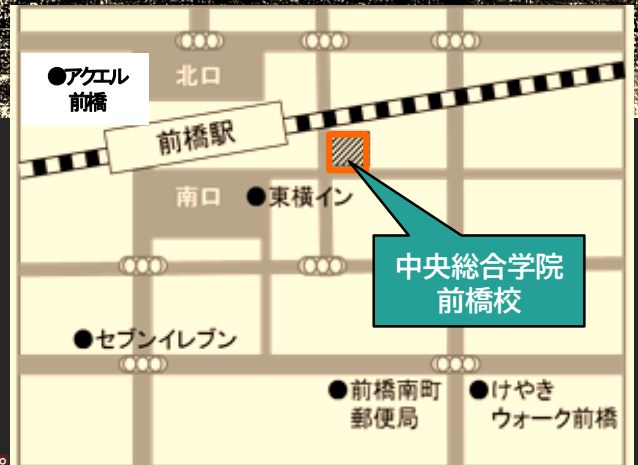 ●アクエル
前橋
北口
前橋駅
南口
●東横イン
中央総合学院
前橋校
●セブンイレブン
●前橋南町
郵便局
●けやき
ウォーク前橋